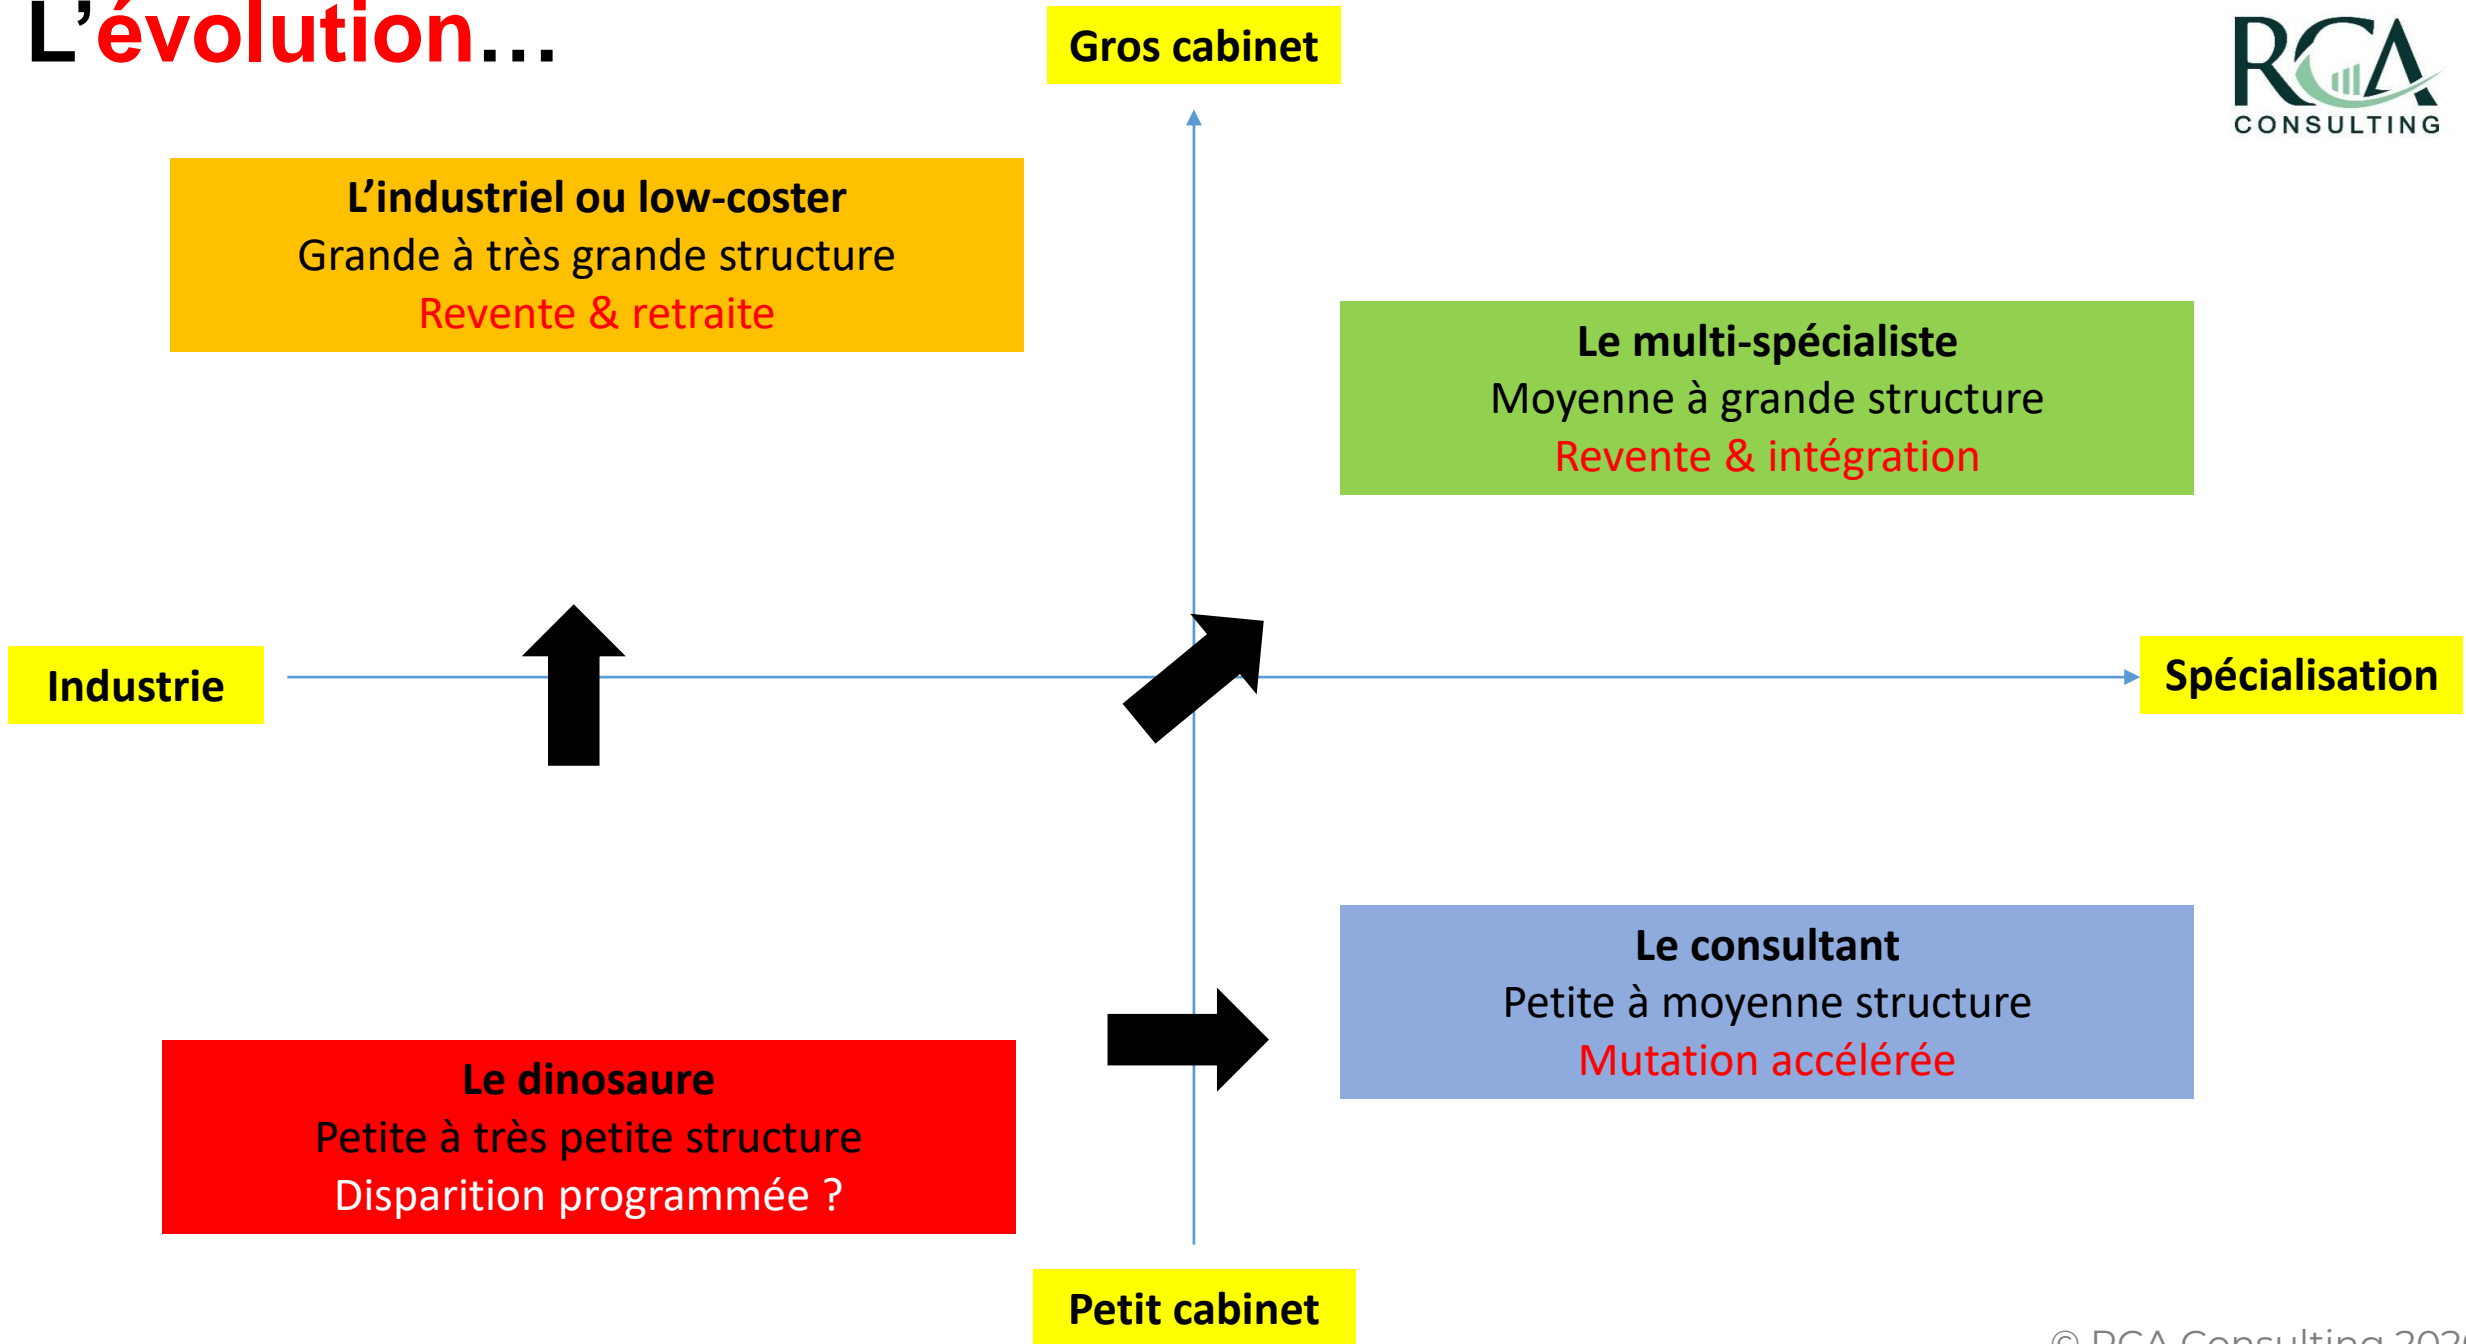 L’évolution...
Gros cabinet
RCA
CONSULTING
L’industriel ou low-coster
Grande à très grande structure
Revente & retraite
Le multi-spécialiste
Moyenne à grande structure
Revente & intégration
Industrie
Spécialisation
Le consultant
Petite à moyenne structure
Mutation accélérée
Le dinosaure
Petite à très petite structure
Disparition programmée ?
Petit cabinet
© RCA Consulting